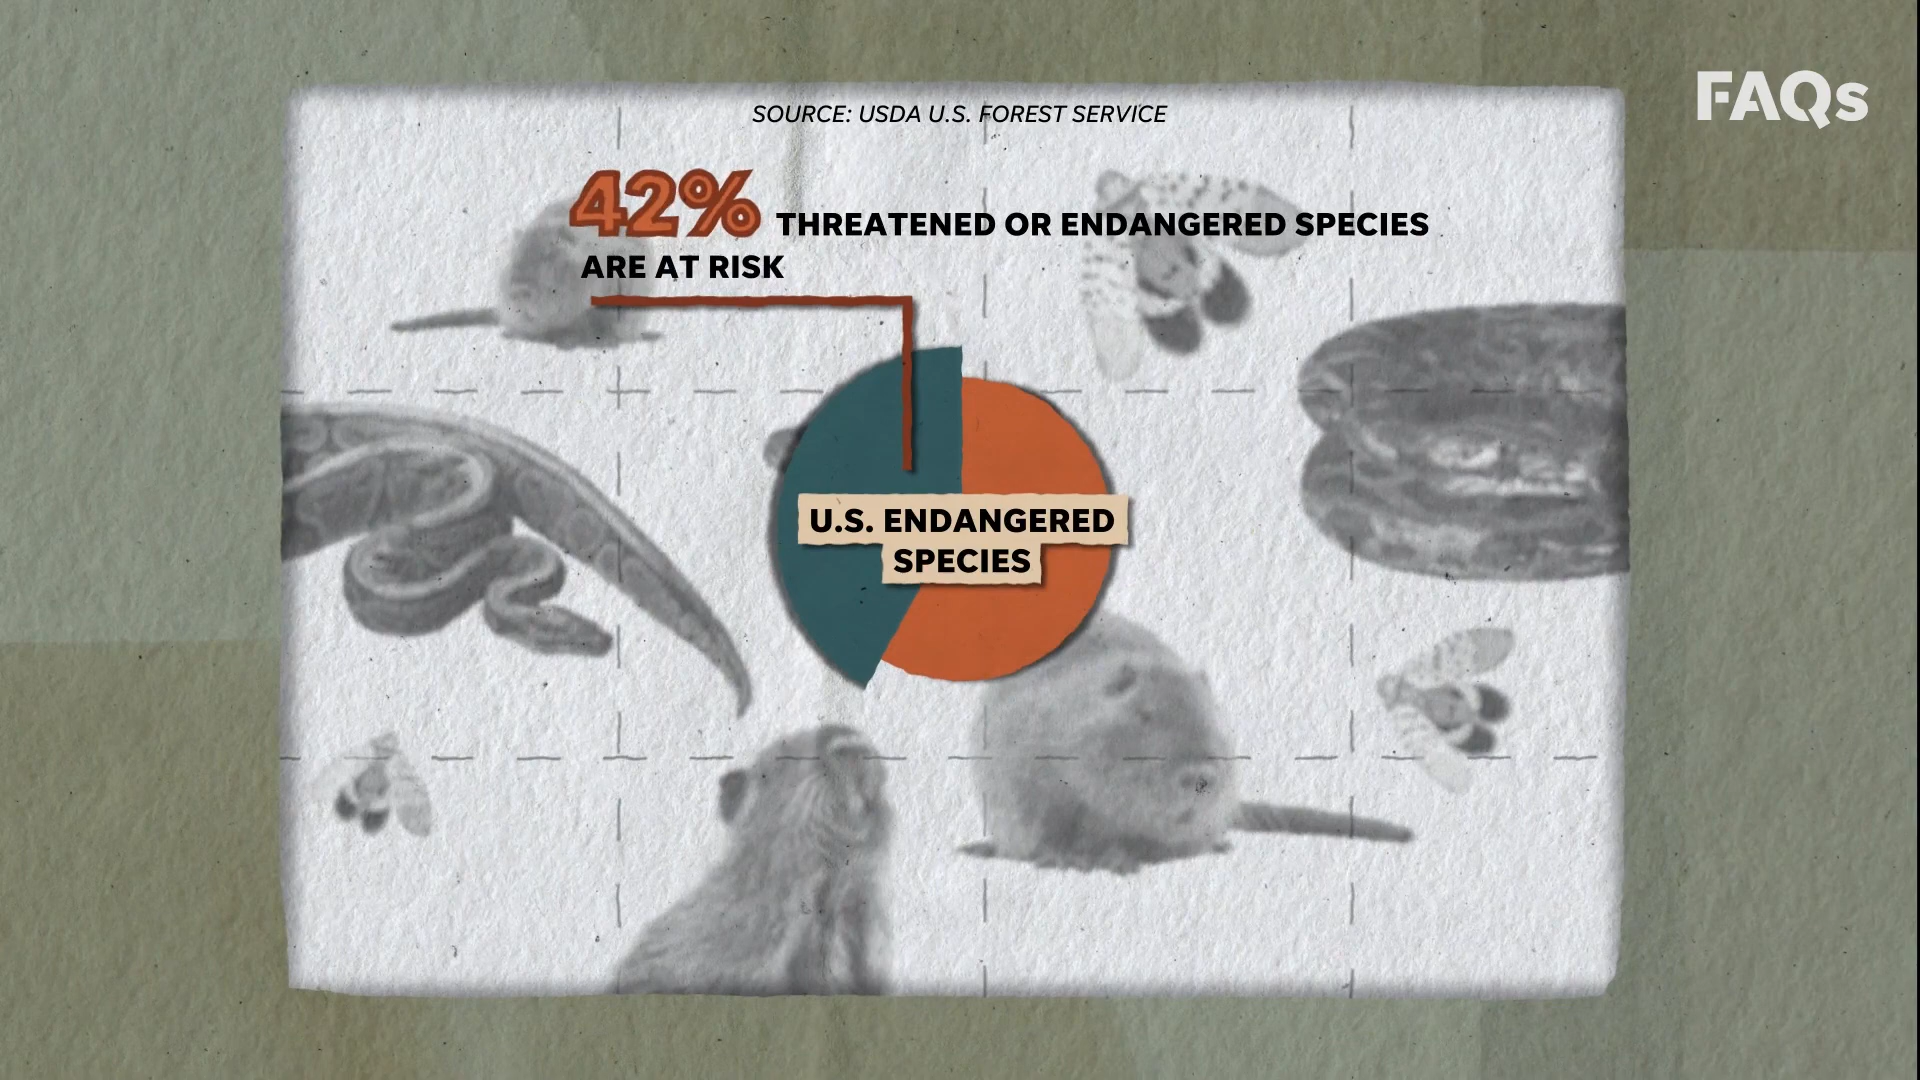 FAQs
SOURCE: USDA U.S. FOREST SERVICE
42% THREATENED OR ENDANGERED SPECIES
ARE AT RISK
U.S. ENDANGERED
SPECIES